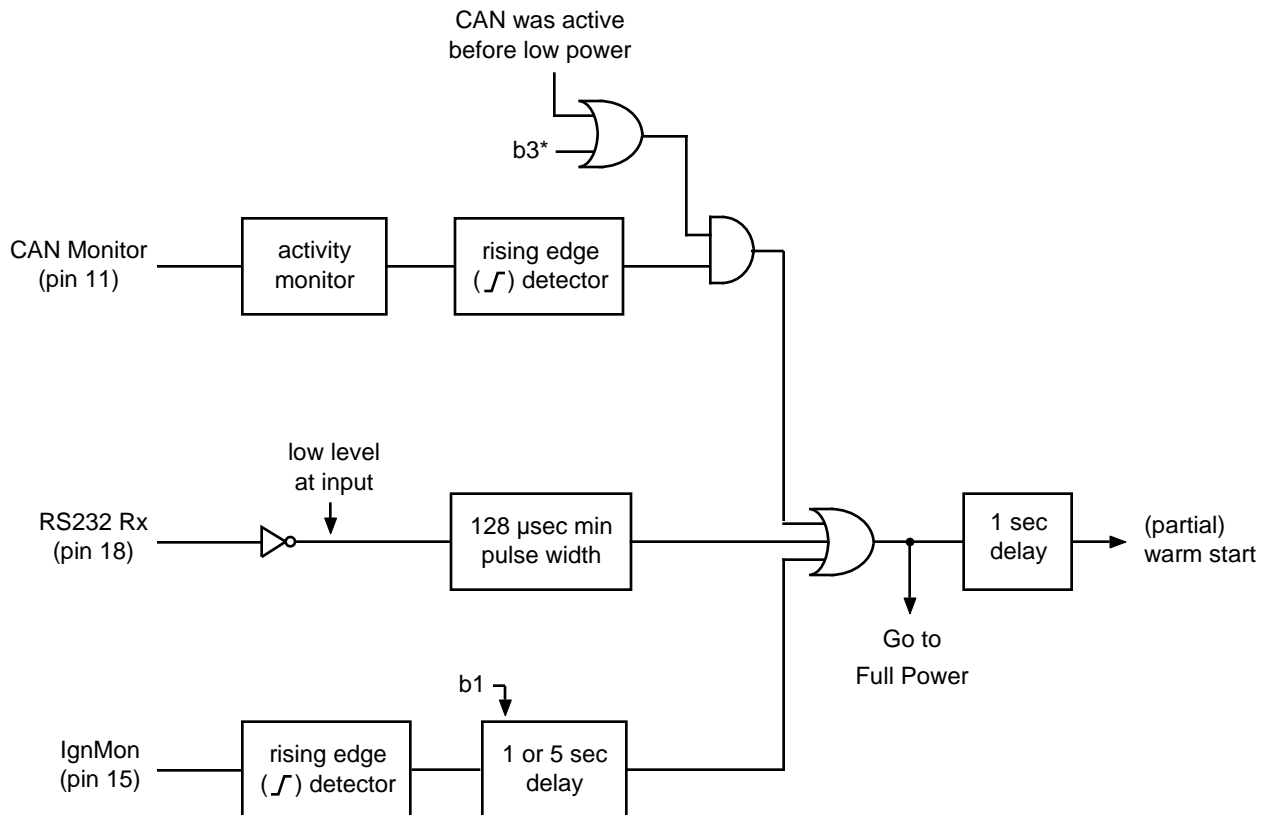 CAN was active
before low power
b3*
CAN Monitor
(pin 11)
activity
monitor
rising edge
( ) detector
low level
at input
RS232 Rx
(pin 18)
128 µsec min
pulse width
1 sec
delay
(partial)
warm start
Go to
Full Power
b1
IgnMon
(pin 15)
rising edge
( ) detector
1 or 5 sec
delay